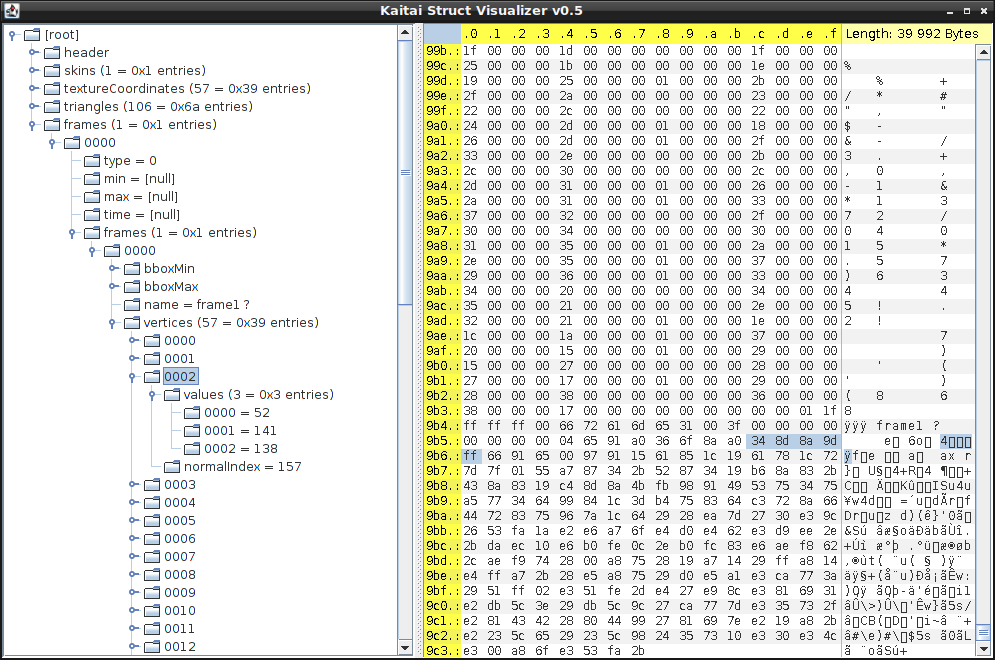 Kaitai Struct Visualizer v0.5
[root]
header
skins (1 = 0x1 entries)
textureCoordinates (57 = 0x39 entries)
triangles (106 = 0x6a entries)
frames (1 = 0x1 entries)
0000
type = 0
min = [null]
max = [null]
time = [null]
frames (1 = 0x1 entries)
0000
bboxMin
bboxMax
name = frame1 ?
vertices (57 = 0x39 entries)
0000
0001
0002
values (3 = 0x3 entries)
0000 = 52
0001 = 141
0002 = 138
normalIndex = 157
0003
0004
0005
0006
0007
0008
0009
0010
0011
0012
.0 .1 .2 .3 .4 .5 .6 .7 .8 .9 .a .b .c .d .e .f Length: 39 992 Bytes
99b.: 1f 00 00 00 1d 00 00 00 00 00 00 00 1f 00 00 00
99c.: 25 00 00 00 1b 00 00 00 00 00 00 00 1e 00 00 00 %
99d.: 19 00 00 00 25 00 00 00 01 00 00 00 2b 00 00 00 % +
99e.: 2f 00 00 00 2a 00 00 00 00 00 00 00 23 00 00 00 / * #
99f.: 22 00 00 00 2c 00 00 00 00 00 00 00 22 00 00 00 " , "
9a0.: 24 00 00 00 2d 00 00 00 01 00 00 00 18 00 00 00 $ -
9a1.: 26 00 00 00 2d 00 00 00 01 00 00 00 2f 00 00 00 & - /
9a2.: 33 00 00 00 2e 00 00 00 00 00 00 00 2b 00 00 00 3 . +
9a3.: 2c 00 00 00 30 00 00 00 00 00 00 00 2c 00 00 00 , 0 ,
9a4.: 2d 00 00 00 31 00 00 00 01 00 00 00 26 00 00 00 - 1 &
9a5.: 2a 00 00 00 31 00 00 00 01 00 00 00 33 00 00 00 * 1 3
9a6.: 37 00 00 00 32 00 00 00 00 00 00 00 2f 00 00 00 7 2 /
9a7.: 30 00 00 00 34 00 00 00 00 00 00 00 30 00 00 00 0 4 0
9a8.: 31 00 00 00 35 00 00 00 01 00 00 00 2a 00 00 00 1 5 *
9a9.: 2e 00 00 00 35 00 00 00 01 00 00 00 37 00 00 00 . 5 7
9aa.: 29 00 00 00 36 00 00 00 01 00 00 00 33 00 00 00 ) 6 3
9ab.: 34 00 00 00 20 00 00 00 00 00 00 00 34 00 00 00 4 4
9ac.: 35 00 00 00 21 00 00 00 00 00 00 00 2e 00 00 00 5 ! .
9ad.: 32 00 00 00 21 00 00 00 01 00 00 00 1e 00 00 00 2 !
9ae.: 1c 00 00 00 1a 00 00 00 00 00 00 00 37 00 00 00 7
9af.: 20 00 00 00 15 00 00 00 01 00 00 00 29 00 00 00 )
9b0.: 15 00 00 00 27 00 00 00 00 00 00 00 28 00 00 00 ' (
9b1.: 27 00 00 00 17 00 00 00 01 00 00 00 29 00 00 00 ' )
9b2.: 28 00 00 00 38 00 00 00 00 00 00 00 36 00 00 00 ( 8 6
9b3.: 38 00 00 00 17 00 00 00 00 00 00 00 00 00 01 1f 8
9b4.: ff ff ff 00 66 72 61 6d 65 31 00 3f 00 00 00 00 ÿÿÿ frame1 ?
9b5.: 00 00 00 00 04 65 91 a0 36 6f 8a a0 34 8d 8a 9d
9b6.: ff 66 91 65 00 97 91 15 61 85 1c 19 61 78 1c 72
9b7.: 7d 7f 01 55 a7 87 34 2b 52 87 34 19 b6 8a 83 2b
9b8.: 43 8a 83 19 c4 8d 8a 4b fb 98 91 49 53 75 34 75
9b9.: a5 77 34 64 99 84 1c 3d b4 75 83 64 c3 72 8a 66
9ba.: 44 72 83 75 96 7a 1c 64 29 28 ea 7d 27 30 e3 9c
9bb.: 26 53 fa 1a e2 e6 a7 6f e4 d0 e4 62 e3 d9 ee 2e
9bc.: 2b da ec 10 e6 b0 fe 0c 2e b0 fc 83 e6 ae f8 62
9bd.: 2c ae f9 74 28 00 a8 75 28 19 a7 14 29 ff a8 14
9be.: e4 ff a7 2b 28 e5 a8 75 29 d0 e5 a1 e3 ca 77 3a
9bf.: 29 51 ff 02 e3 51 fe 2d e4 27 e9 8c e3 81 69 31
9c0.: e2 db 5c 3e 29 db 5c 9c 27 ca 77 7d e3 35 73 2f
9c1.: e2 81 43 42 28 80 44 99 27 81 69 7e e2 19 a8 2b
9c2.: e2 23 5c 65 29 23 5c 98 24 35 73 10 e3 30 e3 4c
9c3.: e3 00 a8 6f e3 53 fa 2b